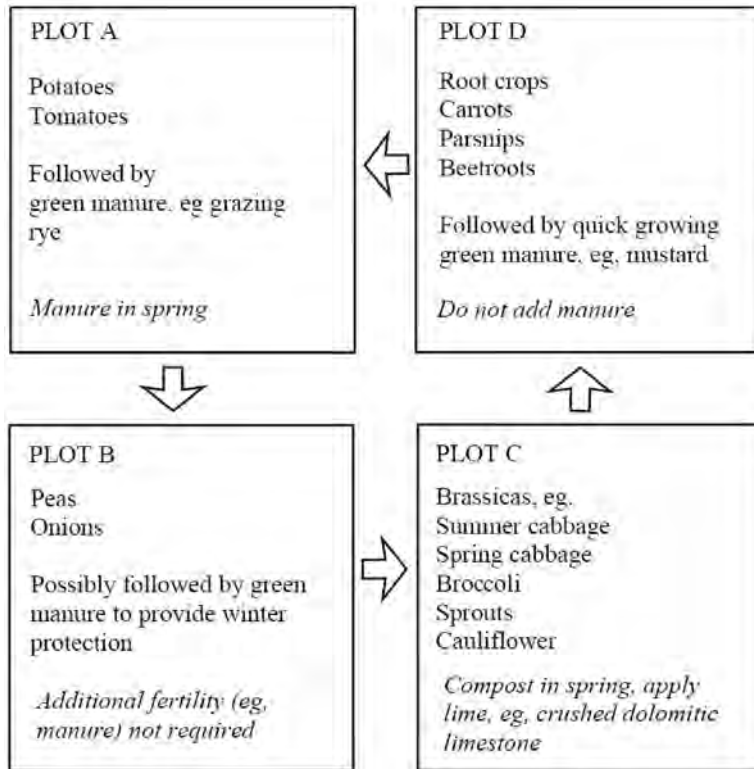 PLOT A
Potatoes
Tomatoes
Followed by
green manure, eg grazing
rye
Manure in spring
PLOT D
Root crops
Carrots
Parsnips
Beetroots
Followed by quick growing
green manure, eg, mustard
Do not add manure
PLOT B
Peas
Onions
Possibly followed by green
manure to provide winter
protection
Additional fertility (eg,
manure) not required
PLOT C
Brassicas, eg.
Summer cabbage
Spring cabbage
Broccoli
Sprouts
Cauliflower
Compost in spring, apply
lime, eg, crushed dolomitic
limestone